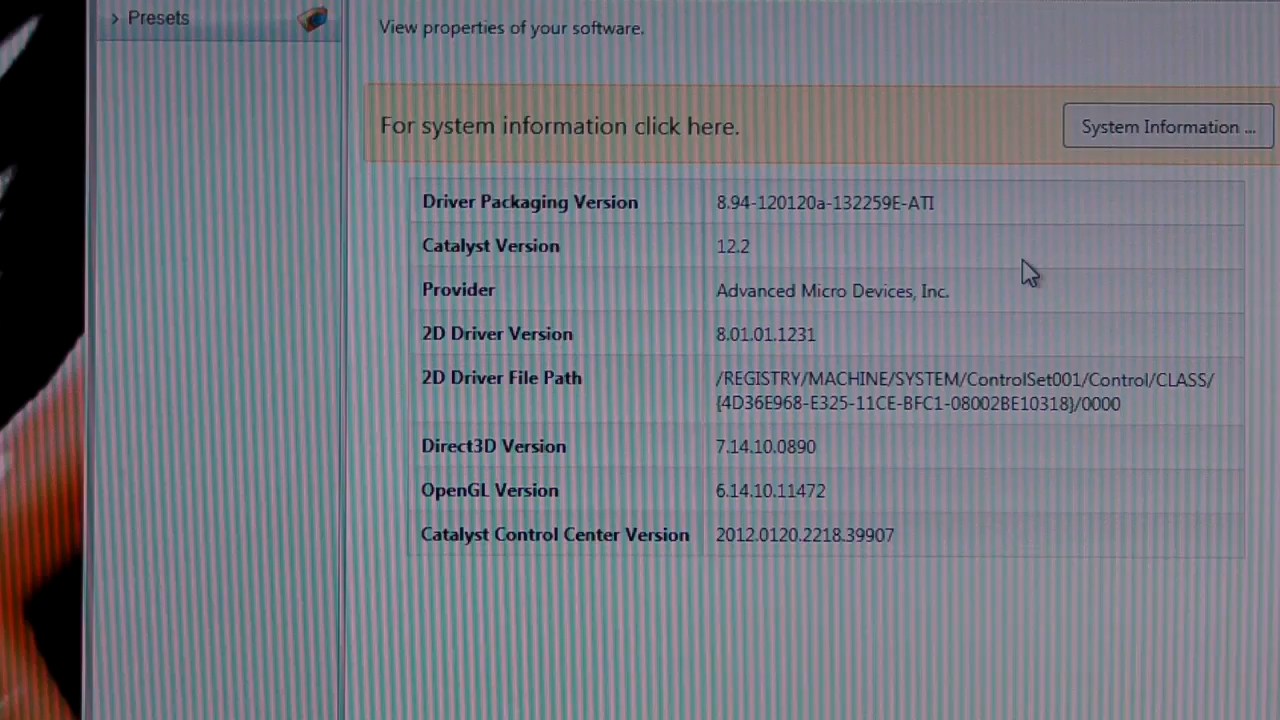 Presets
View properties of your software.
For system information click here.
System Information ...
Driver Packaging Version 8.94-120120a-132259E-ATI
Catalyst Version 12.2
Provider Advanced Micro Devices, Inc.
2D Driver Version 8.01.01.1231
2D Driver File Path /REGISTRY/MACHINE/SYSTEM/ControlSet001/Control/CLASS/
{4D36E968-E325-11CE-BFC1-08002BE10318}/0000
Direct3D Version 7.14.10.0890
OpenGL Version 6.14.10.11472
Catalyst Control Center Version 2012.0120.2218.39907